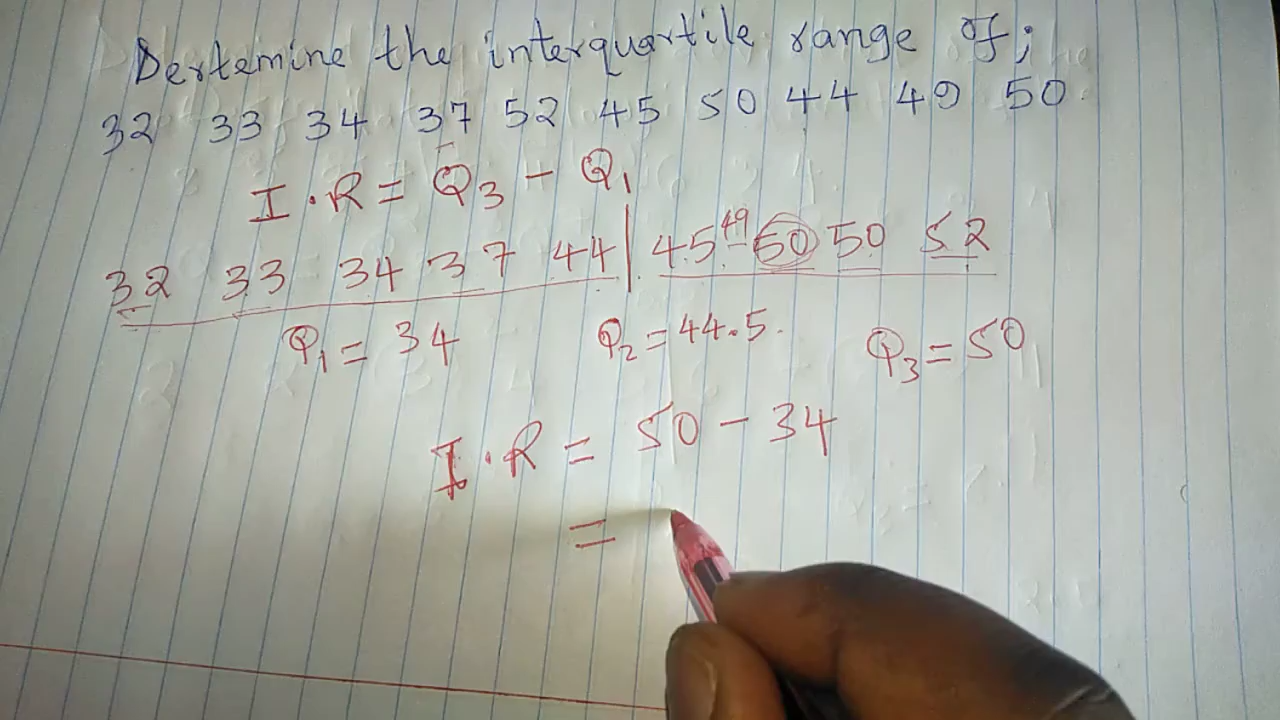 Dertemine the interquartile range of;
32 33 34 37 52 45 50 44 49 50
I.R = Q3 - Q1
32 33 34 37 44 | 45 49 50 50 52
Q1 = 34 Q2 = 44.5 Q3 = 50
I.R = 50 - 34
=